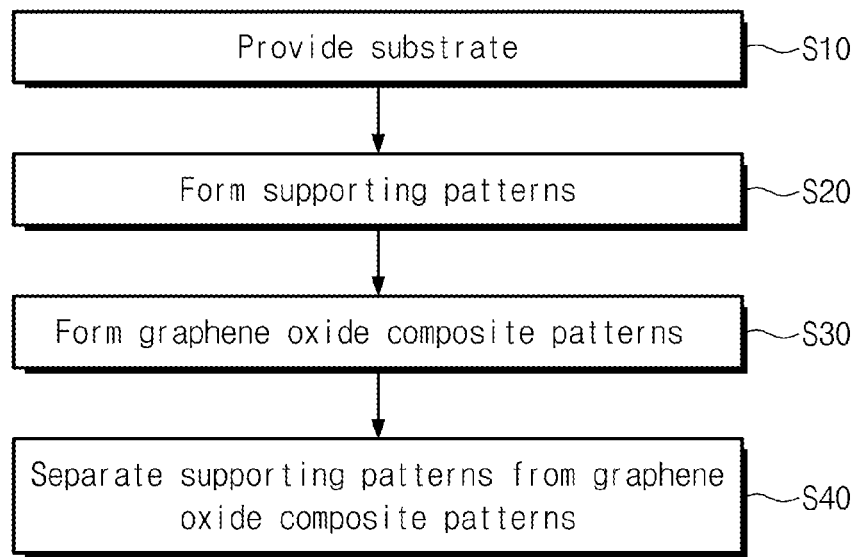 Provide substrate
S10
Form supporting patterns
S20
Form graphene oxide composite patterns
S30
Separate supporting patterns from graphene
oxide composite patterns
S40